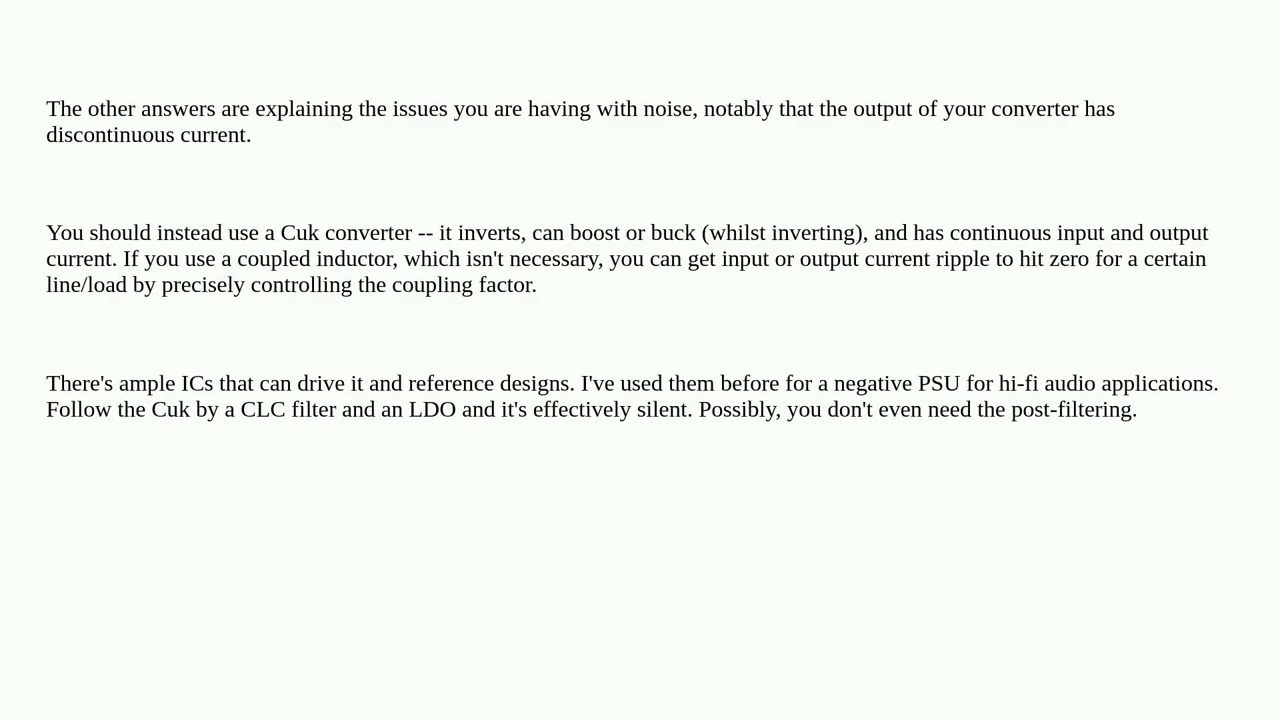 The other answers are explaining the issues you are having with noise, notably that the output of your converter has
discontinuous current.
You should instead use a Cuk converter -- it inverts, can boost or buck (whilst inverting), and has continuous input and output
current. If you use a coupled inductor, which isn't necessary, you can get input or output current ripple to hit zero for a certain
line/load by precisely controlling the coupling factor.
There's ample ICs that can drive it and reference designs. I've used them before for a negative PSU for hi-fi audio applications.
Follow the Cuk by a CLC filter and an LDO and it's effectively silent. Possibly, you don't even need the post-filtering.